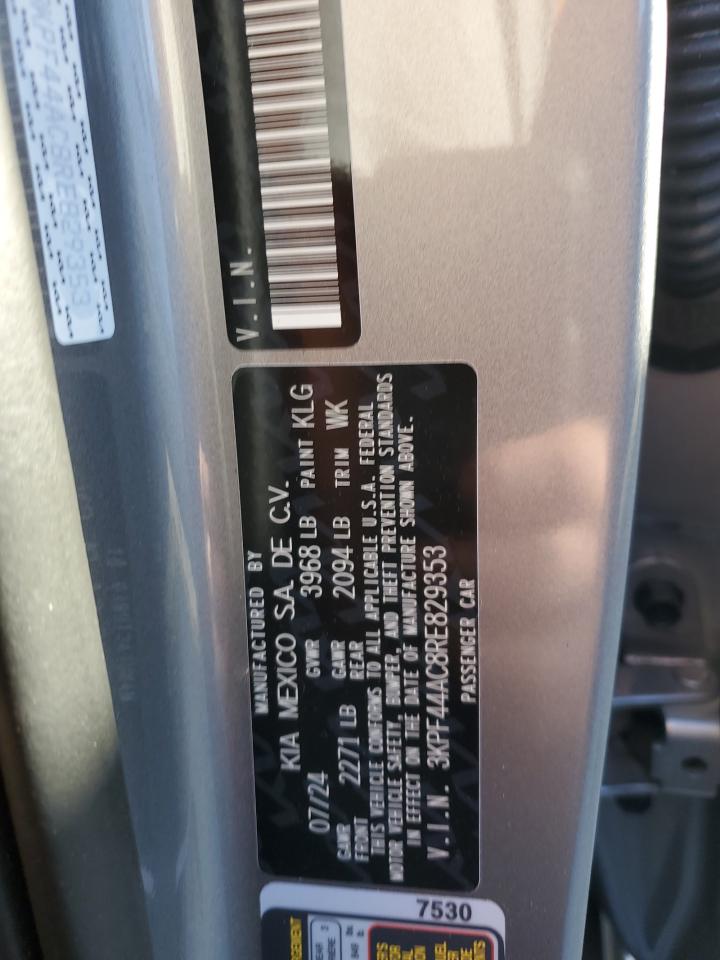 V.I.N.
MANUFACTURED BY
KIA MEXICO S.A. DE C.V.
07/24 GVWR 3968 LB PAINT KLG
GAWR FRONT 2271 LB GAWR REAR 2094 LB TRIM WK
THIS VEHICLE CONFORMS TO ALL APPLICABLE U.S.A. FEDERAL
MOTOR VEHICLE SAFETY, BUMPER, AND THEFT PREVENTION STANDARDS
IN EFFECT ON THE DATE OF MANUFACTURE SHOWN ABOVE.
V.I.N. 3KPF44AC8RE829353
PASSENGER CAR
7530